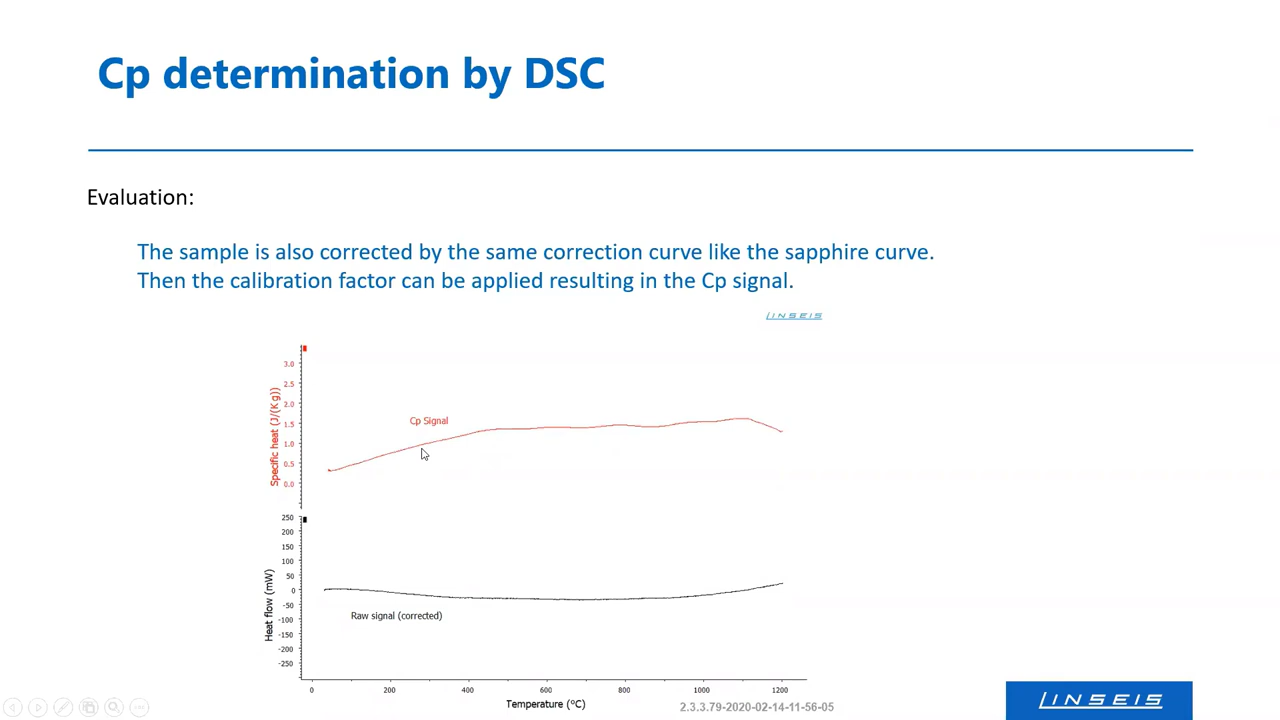 Cp determination by DSC
Evaluation:
The sample is also corrected by the same correction curve like the sapphire curve.
Then the calibration factor can be applied resulting in the Cp signal.
LINSEIS
Specific heat (J/(K g))
3.0
2.5
2.0
1.5
1.0
0.5
0.0
Cp Signal
Heat flow (mW)
250
200
150
100
50
0
-50
-100
-150
-200
-250
Raw signal (corrected)
0 200 400 600 800 1000 1200
Temperature (°C)
2.3.3.79-2020-02-14-11-56-05
LINSEIS